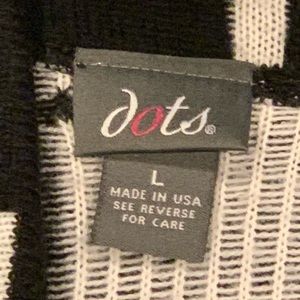 dots®
L
MADE IN USA
SEE REVERSE
FOR CARE